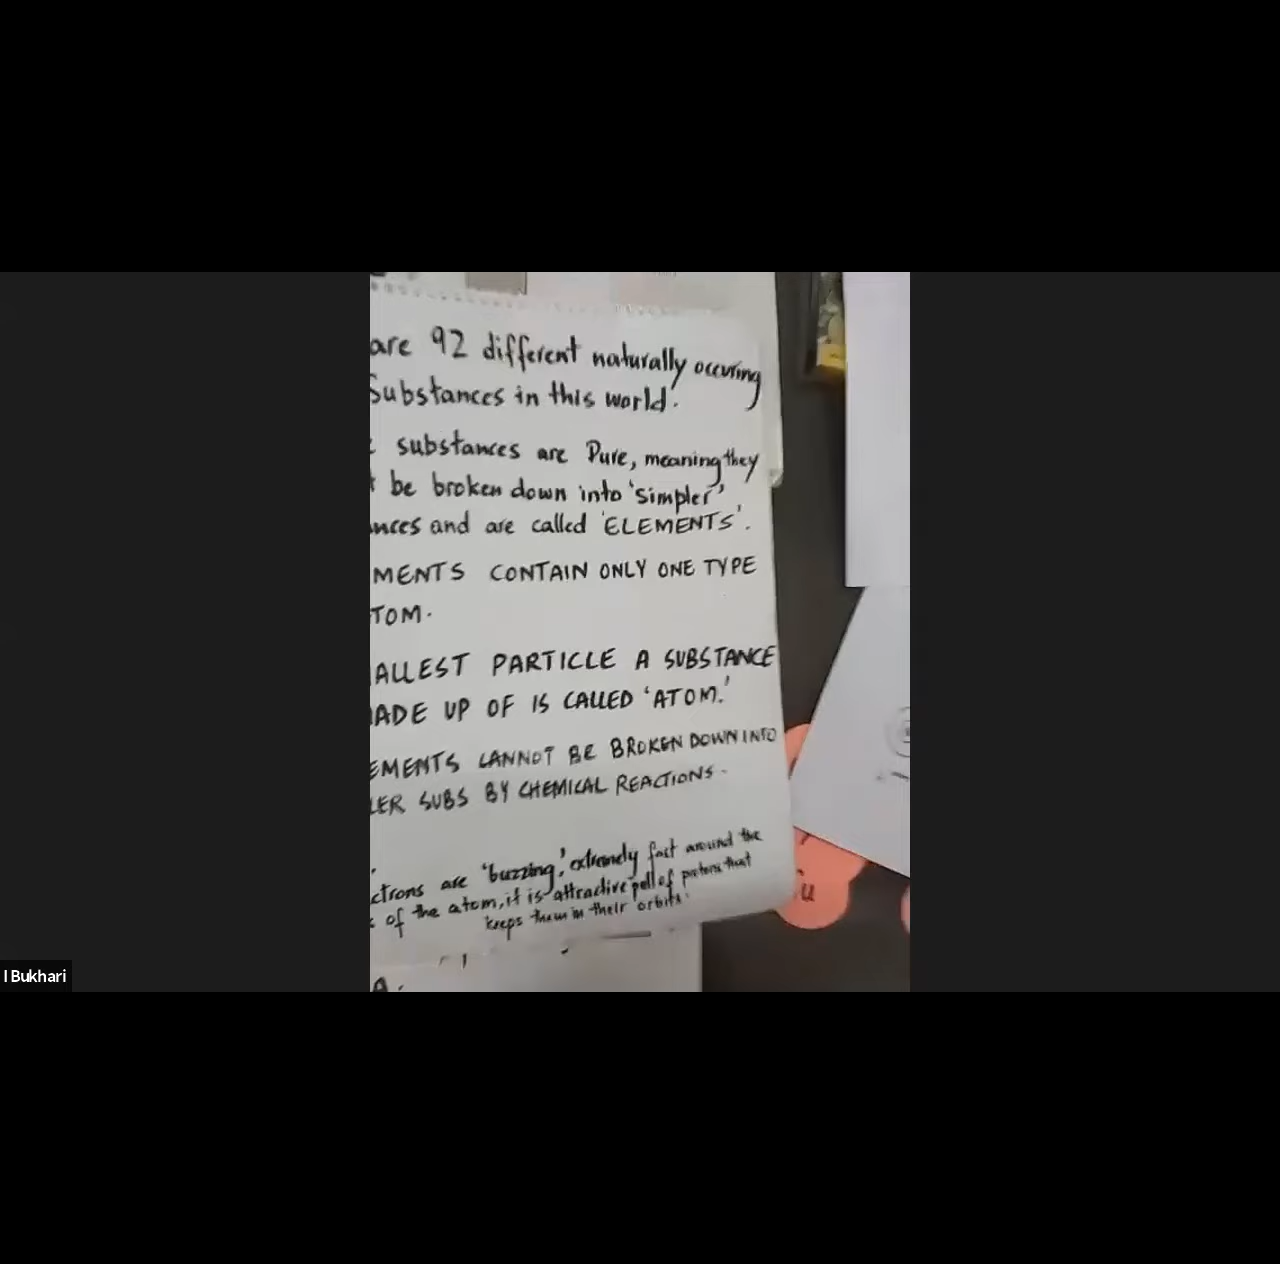 are 92 different naturally occuring
Substances in this world.
substances are Pure, meaning they
be broken down into 'simpler'
nces and are called 'ELEMENTS'.
MENTS CONTAIN ONLY ONE TYPE
TOM.
ALLEST PARTICLE A SUBSTANCE
ADE UP OF IS CALLED 'ATOM.'
EMENTS CANNOT BE BROKEN DOWN INTO
LER SUBS BY CHEMICAL REACTIONS.
ctrons are 'buzzing,' extremely fast around the
of the atom, it is attractive pull of protons that
keeps them in their orbits.
A.
iu
I Bukhari